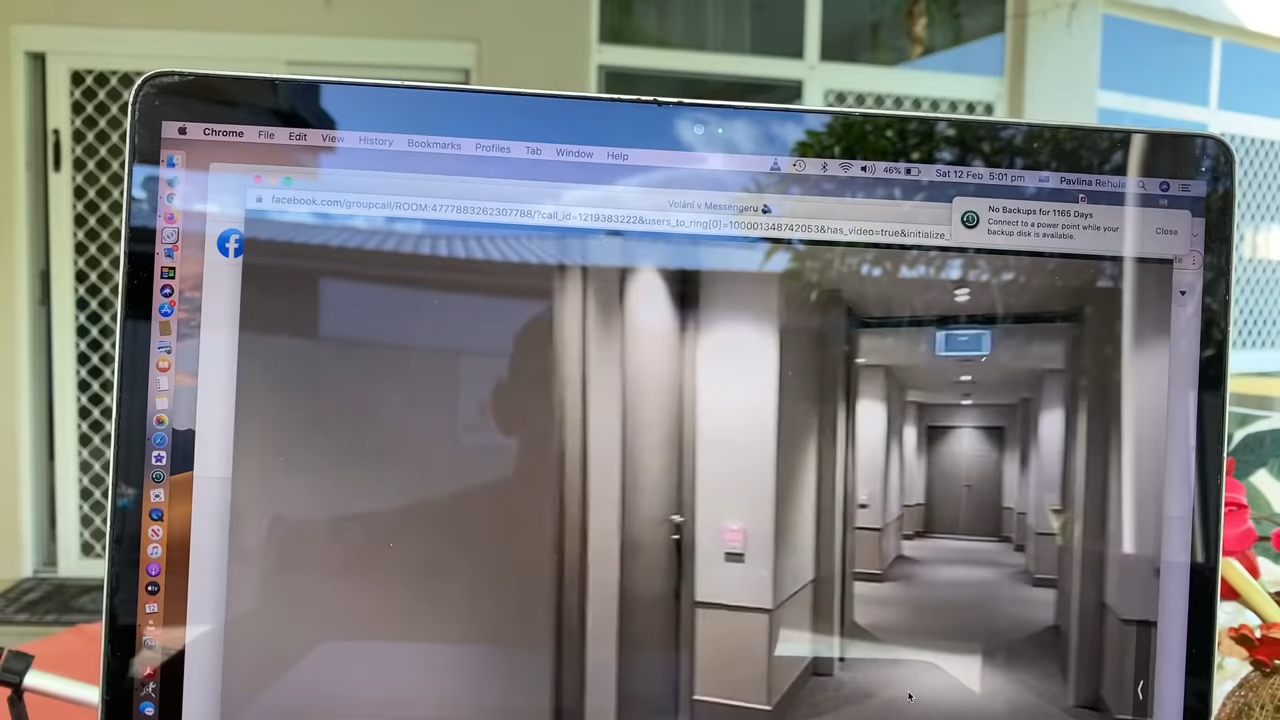 Chrome File Edit View History Bookmarks Profiles Tab Window Help 46% Sat 12 Feb 5:01 pm Pavlina Rehola
Volání v Messengeru
facebook.com/groupcall/ROOM:4777883262307788/?call_id=1219383222&users_to_ring[0]=100001348742053&has_video=true&initialize_
No Backups for 1165 Days
Connect to a power point while your
backup disk is available.
Close